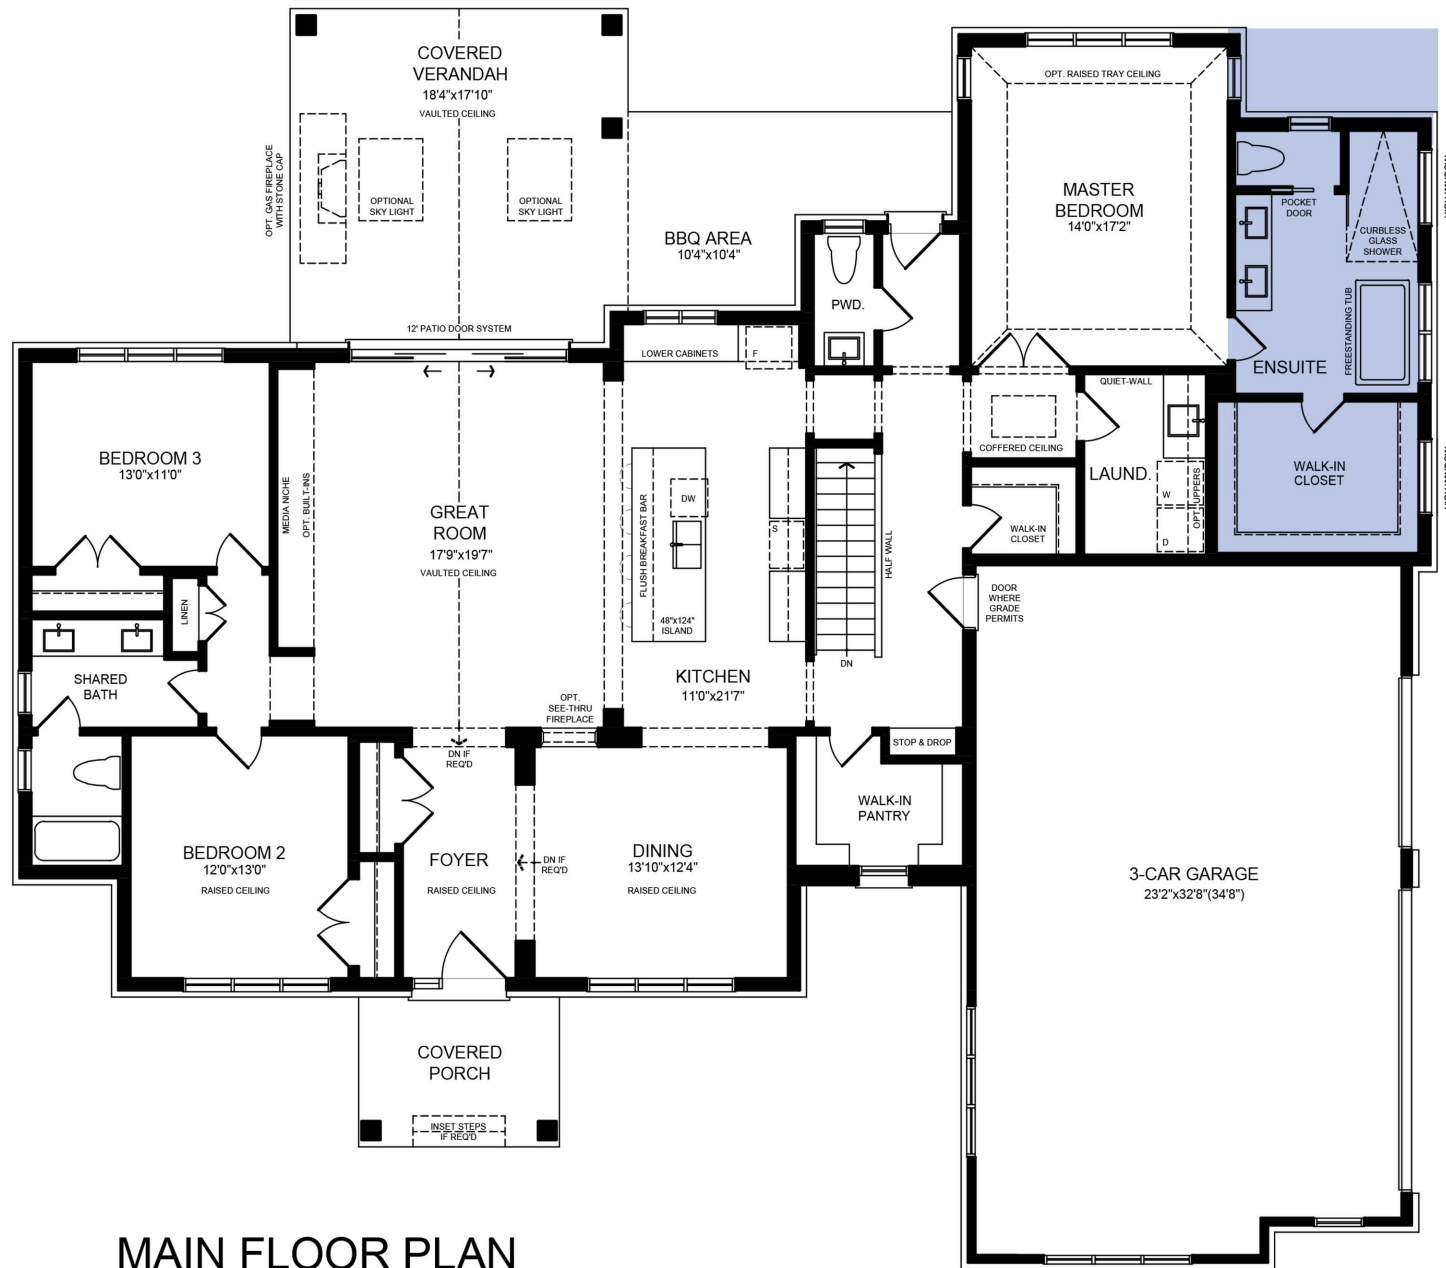 COVERED
VERANDAH
18'4"x17'10"
VAULTED CEILING
OPT. GAS FIREPLACE
WITH STONE CAP
OPTIONAL
SKY LIGHT
OPTIONAL
SKY LIGHT
BBQ AREA
10'4"x10'4"
12' PATIO DOOR SYSTEM
OPT. RAISED TRAY CEILING
MASTER
BEDROOM
14'0"x17'2"
POCKET
DOOR
CURBLESS
GLASS
SHOWER
FREESTANDING TUB
ENSUITE
WALK-IN
CLOSET
PWD.
LOWER CABINETS
F
QUIET-WALL
COFFERED CEILING
LAUND.
W
D
OPT. UPPERS
WALK-IN
CLOSET
BEDROOM 3
13'0"x11'0"
MEDIA NICHE
OPT. BUILT-INS
GREAT
ROOM
17'9"x19'7"
VAULTED CEILING
FLUSH BREAKFAST BAR
DW
S
48"x124"
ISLAND
KITCHEN
11'0"x21'7"
HALF WALL
DN
DOOR
WHERE
GRADE
PERMITS
LINEN
SHARED
BATH
OPT.
SEE-THRU
FIREPLACE
DN IF
REQ'D
STOP & DROP
WALK-IN
PANTRY
BEDROOM 2
12'0"x13'0"
RAISED CEILING
FOYER
RAISED CEILING
DN IF
REQ'D
DINING
13'10"x12'4"
RAISED CEILING
3-CAR GARAGE
23'2"x32'8"(34'8")
COVERED
PORCH
INSET STEPS
IF REQ'D
MAIN FLOOR PLAN